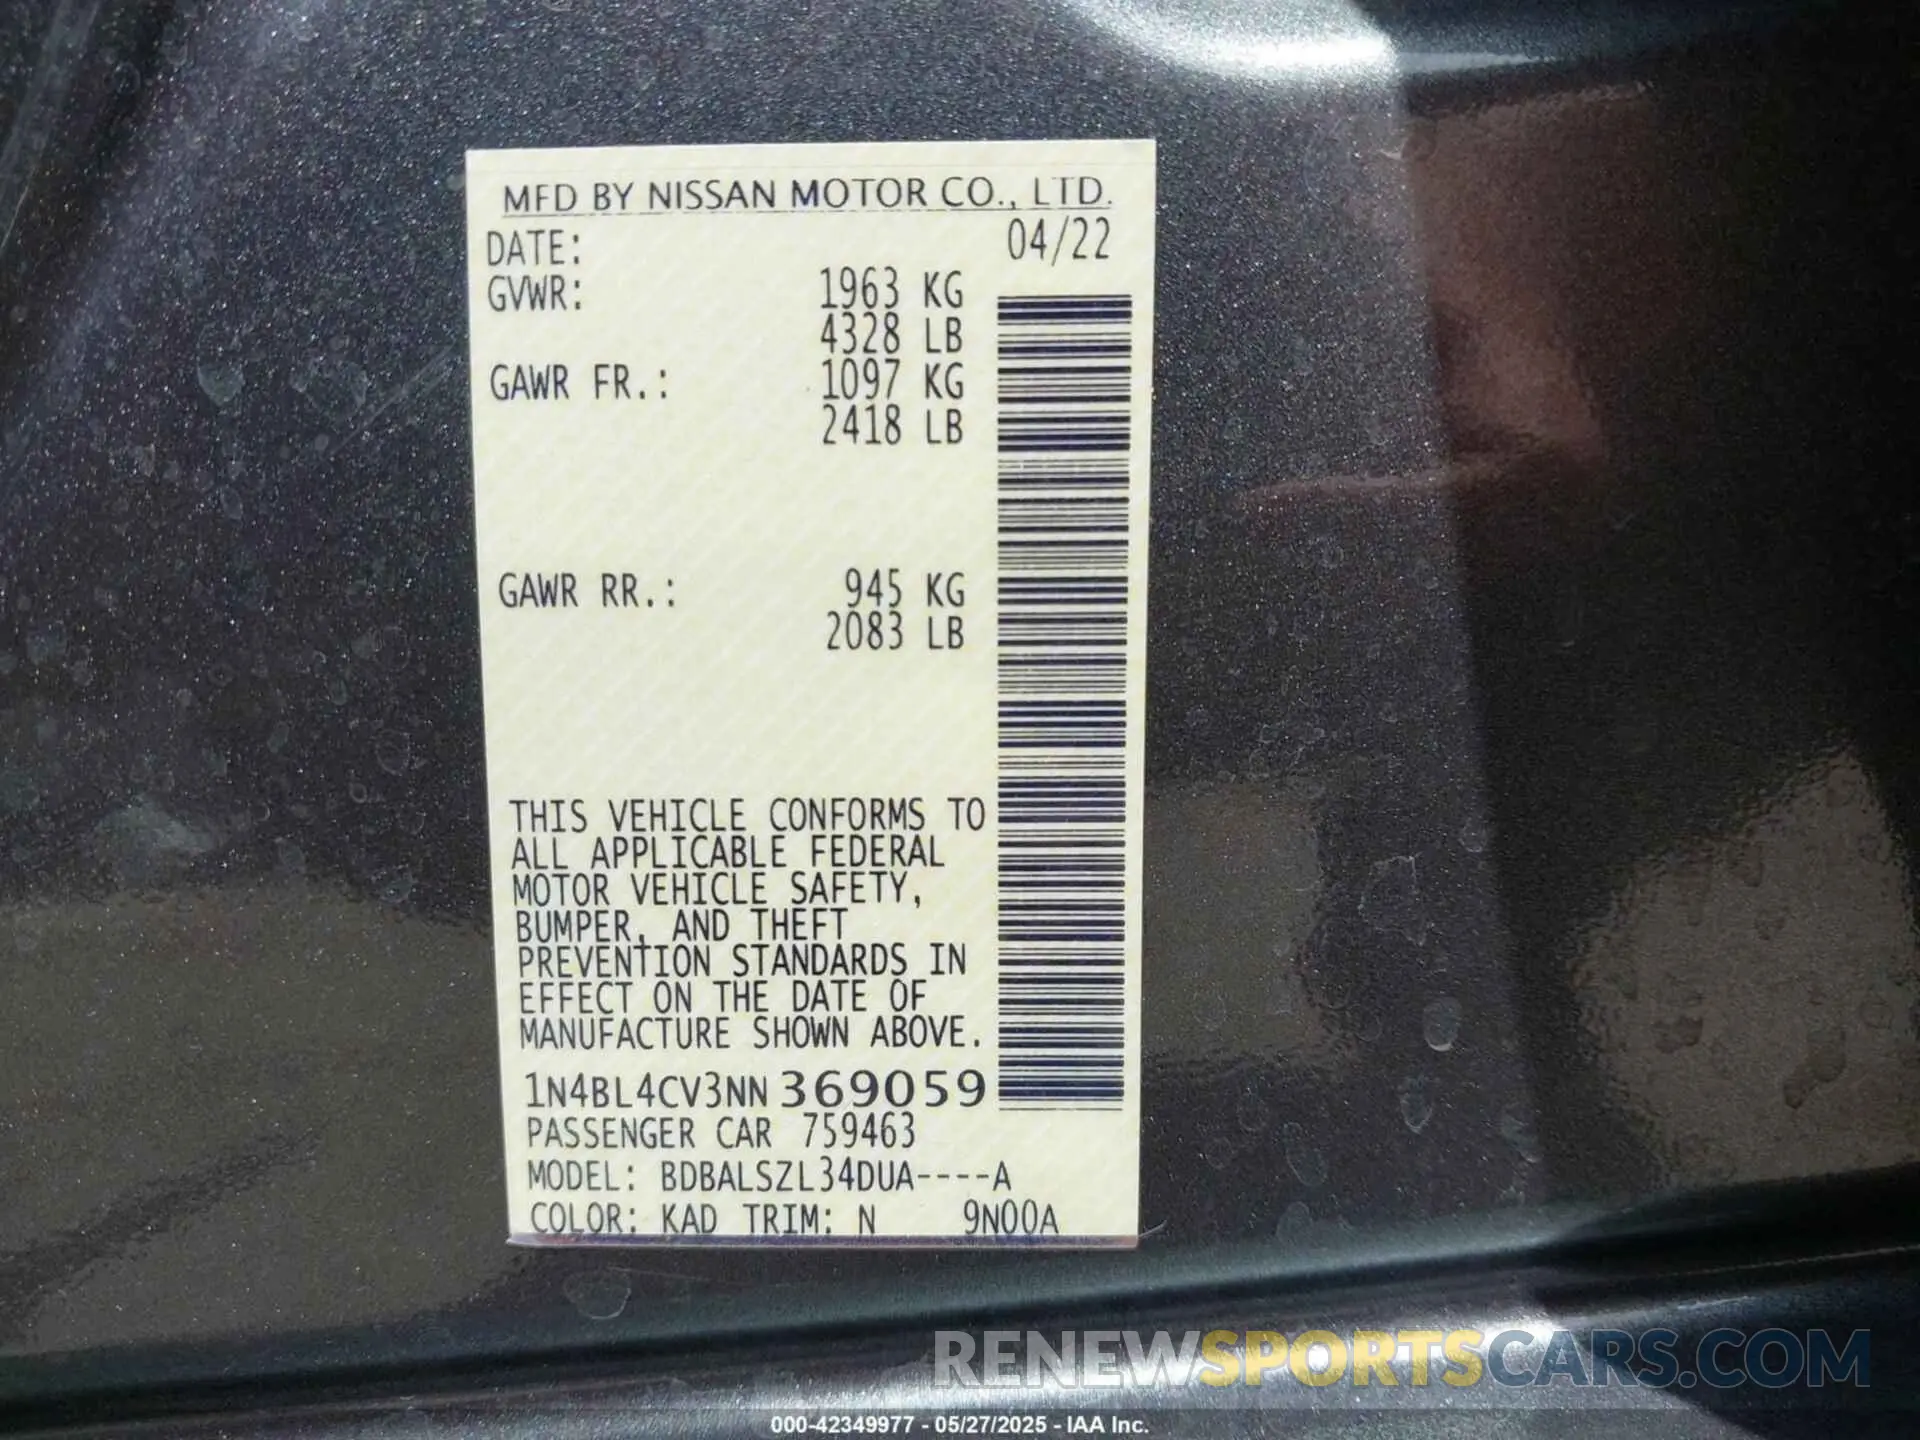 MFD BY NISSAN MOTOR CO., LTD.
DATE: 04/22
GVWR: 1963 KG
4328 LB
GAWR FR.: 1097 KG
2418 LB
GAWR RR.: 945 KG
2083 LB
THIS VEHICLE CONFORMS TO
ALL APPLICABLE FEDERAL
MOTOR VEHICLE SAFETY,
BUMPER, AND THEFT
PREVENTION STANDARDS IN
EFFECT ON THE DATE OF
MANUFACTURE SHOWN ABOVE.
1N4BL4CV3NN369059
PASSENGER CAR 759463
MODEL: BDBALSZL34DUA----A
COLOR: KAD TRIM: N 9N00A
RENEWSPORTSCARS.COM
000-42349977 - 05/27/2025 - IAA Inc.